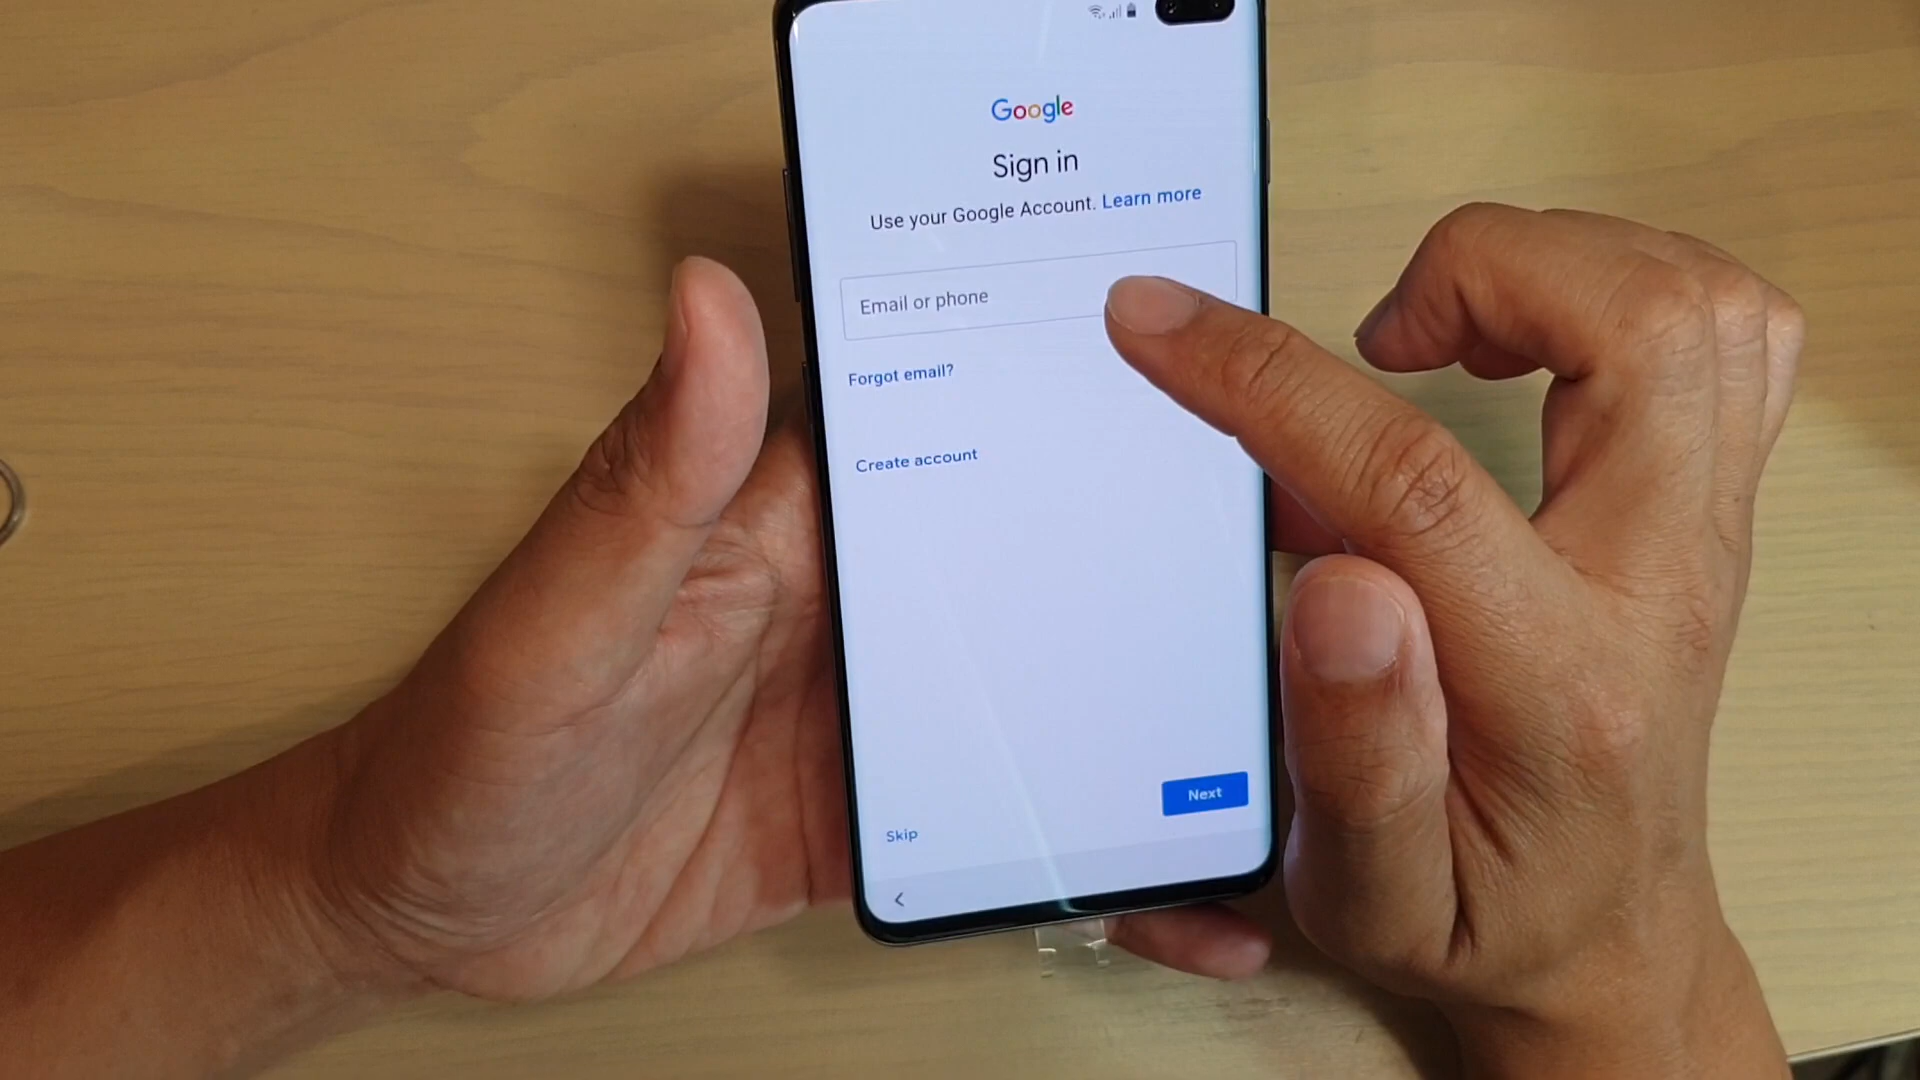 Google
Sign in
Use your Google Account. Learn more
Email or phone
Forgot email?
Create account
Next
Skip